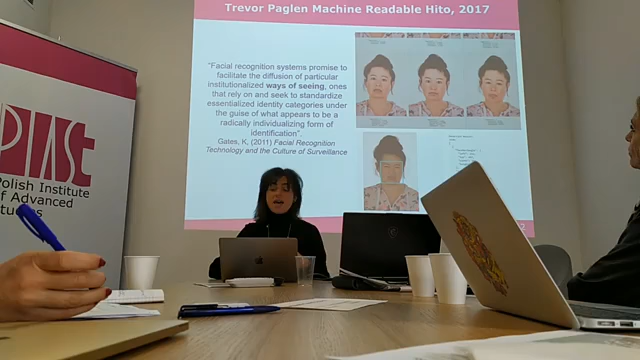 Trevor Paglen Machine Readable Hito, 2017
"Facial recognition systems promise to
facilitate the diffusion of particular
institutionalized ways of seeing, ones
that rely on and seek to standardize
essentialized identity categories under
the guise of what appears to be a
radically individualizing form of
identification".
Gates, K, (2011) Facial Recognition
Technology and the Culture of Surveillance
PIASt
Polish Institute
of Advanced
Studies